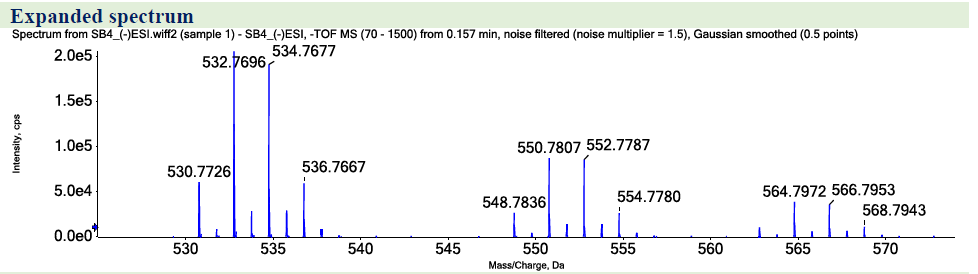 Expanded spectrum
Spectrum from SB4_(-)ESI.wiff2 (sample 1) - SB4_(-)ESI, -TOF MS (70 - 1500) from 0.157 min, noise filtered (noise multiplier = 1.5), Gaussian smoothed (0.5 points)
2.0e5
532.7696
534.7677
1.5e5
Intensity, cps
1.0e5
550.7807
552.7787
530.7726
536.7667
5.0e4
548.7836
554.7780
564.7972
566.7953
568.7943
0.0e0
530
535
540
545
550
555
560
565
570
Mass/Charge, Da